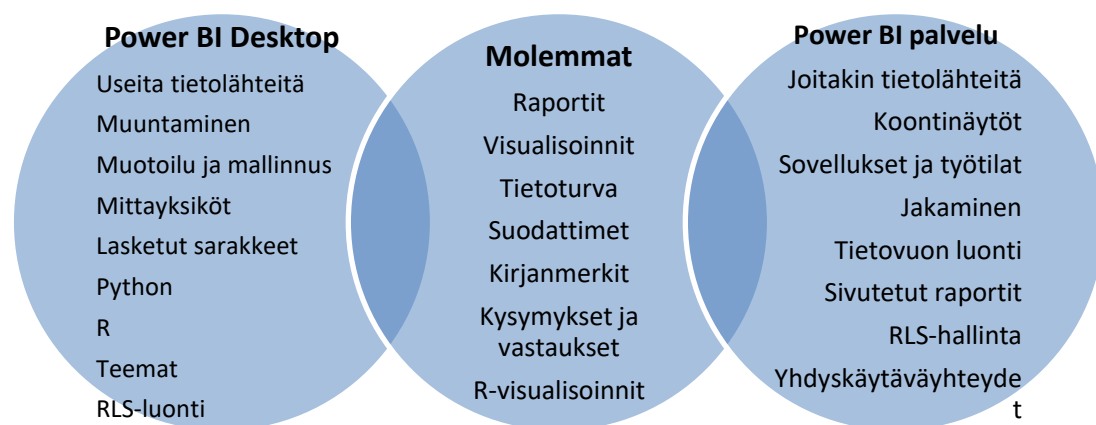 Power BI Desktop
Useita tietolähteitä
Muuntaminen
Muotoilu ja mallinnus
Mittayksiköt
Lasketut sarakkeet
Python
R
Teemat
RLS-luonti
Molemmat
Raportit
Visualisoinnit
Tietoturva
Suodattimet
Kirjanmerkit
Kysymykset ja
vastaukset
R-visualisoinnit
Power BI palvelu
Joitakin tietolähteitä
Koontinäytöt
Sovellukset ja työtilat
Jakaminen
Tietovuon luonti
Sivutetut raportit
RLS-hallinta
Yhdyskäytäväyhteyde
t